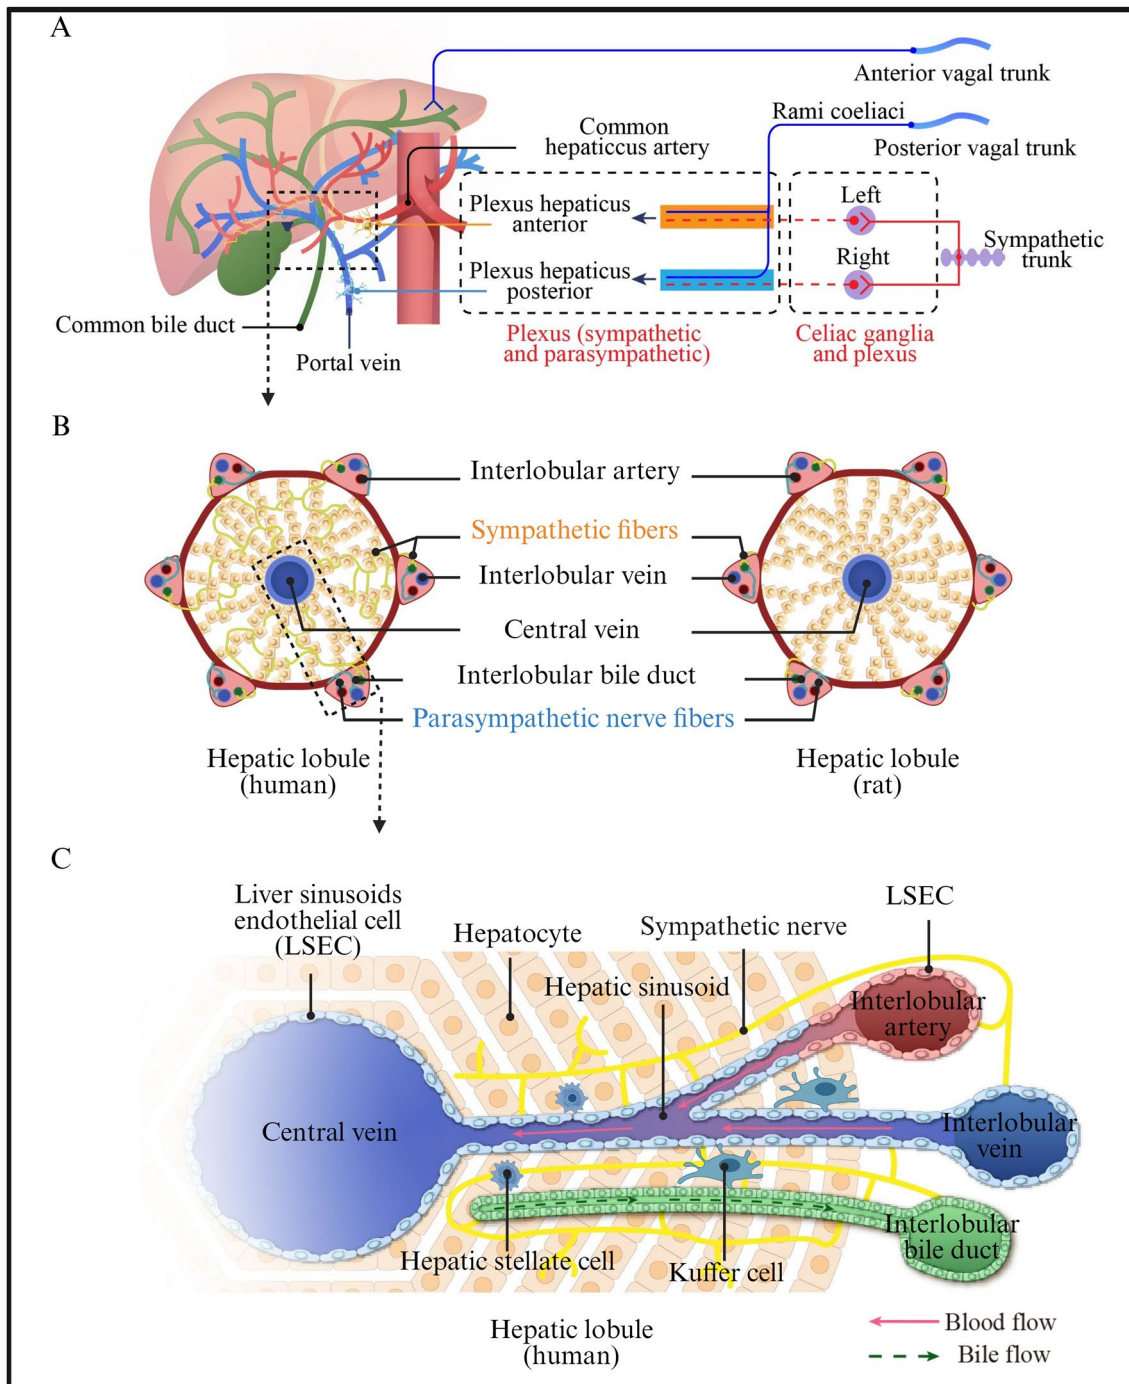 A
Anterior vagal trunk
Rami coeliaci
Posterior vagal trunk
Common
hepaticcus artery
Plexus hepaticus
anterior
Plexus hepaticus
posterior
Left
Right
Sympathetic
trunk
Common bile duct
Portal vein
Plexus (sympathetic
and parasympathetic)
Celiac ganglia
and plexus
B
Interlobular artery
Sympathetic fibers
Interlobular vein
Central vein
Interlobular bile duct
Parasympathetic nerve fibers
Hepatic lobule
(human)
Hepatic lobule
(rat)
C
Liver sinusoids
endothelial cell
(LSEC)
Hepatocyte
Sympathetic nerve
LSEC
Hepatic sinusoid
Interlobular
artery
Central vein
Interlobular
vein
Interlobular
bile duct
Hepatic stellate cell
Kuffer cell
Hepatic lobule
(human)
Blood flow
Bile flow